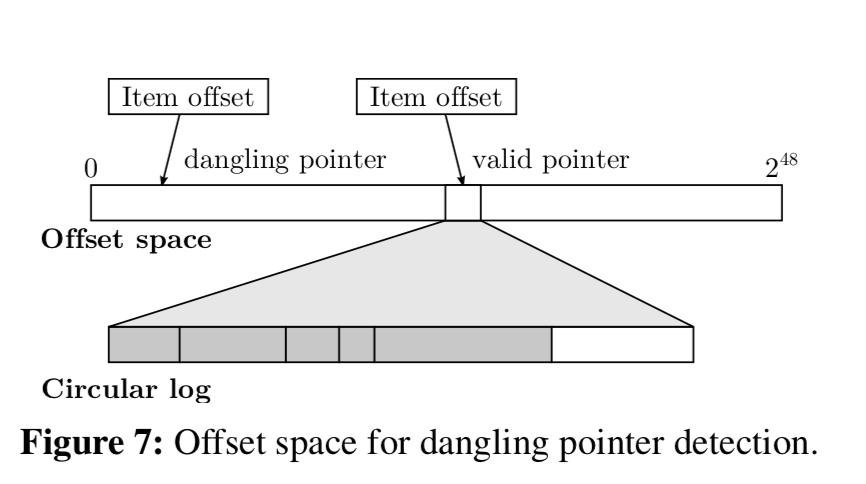 Item offset Item offset
dangling pointer valid pointer
0 2^48
Offset space
Circular log
Figure 7: Offset space for dangling pointer detection.